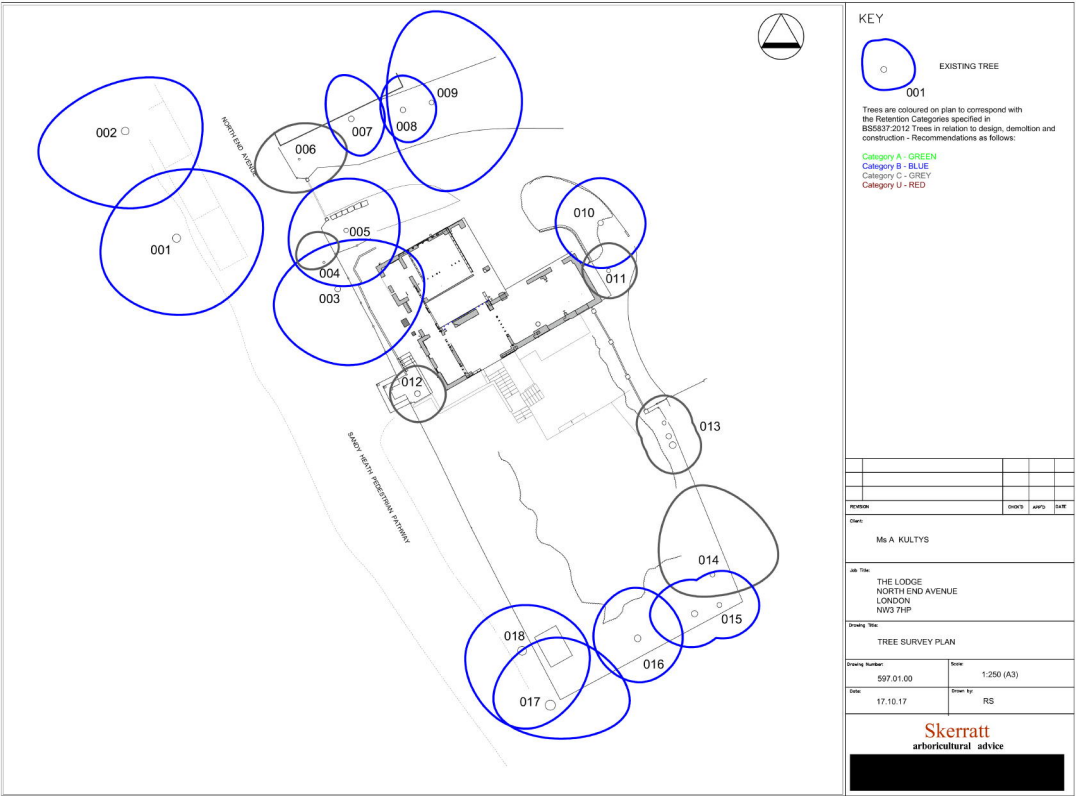 002
001
NORTH END AVENUE
006
007
008
009
005
004
003
010
011
012
013
SANDY HEATH PEDESTRIAN PATHWAY
014
015
016
018
017
KEY
EXISTING TREE
001
Trees are coloured on plan to correspond with
the Retention Categories specified in
BS5837:2012 Trees in relation to design, demoltion and
construction - Recommendations as follows:
Category A - GREEN
Category B - BLUE
Category C - GREY
Category U - RED
REVISION CHCK'D APP'D DATE
Client:
Ms A KULTYS
Job Title:
THE LODGE
NORTH END AVENUE
LONDON
NW3 7HP
Drawing Title:
TREE SURVEY PLAN
Drawing Number:
597.01.00
Scale:
1:250 (A3)
Date:
17.10.17
Drawn by:
RS
Skerratt
arboricultural advice